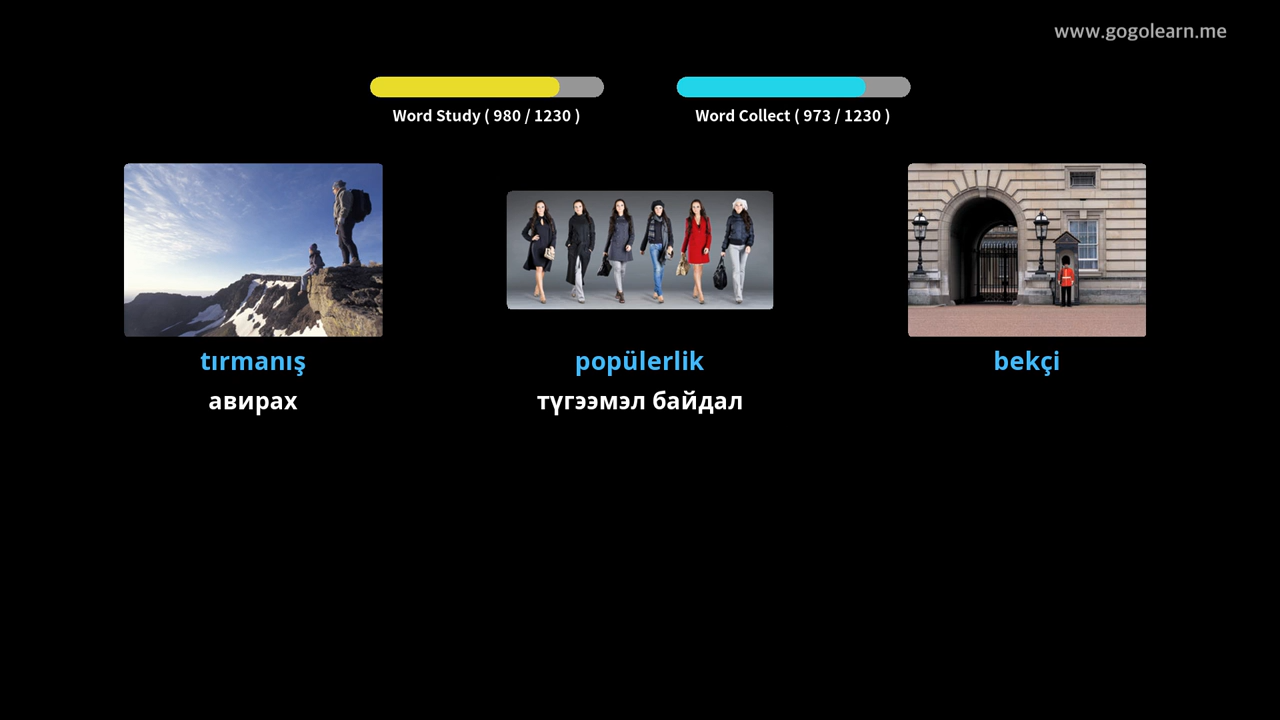 www.gogolearn.me
Word Study ( 980 / 1230 )
Word Collect ( 973 / 1230 )
tırmanış
popülerlik
bekçi
авирах
түгээмэл байдал